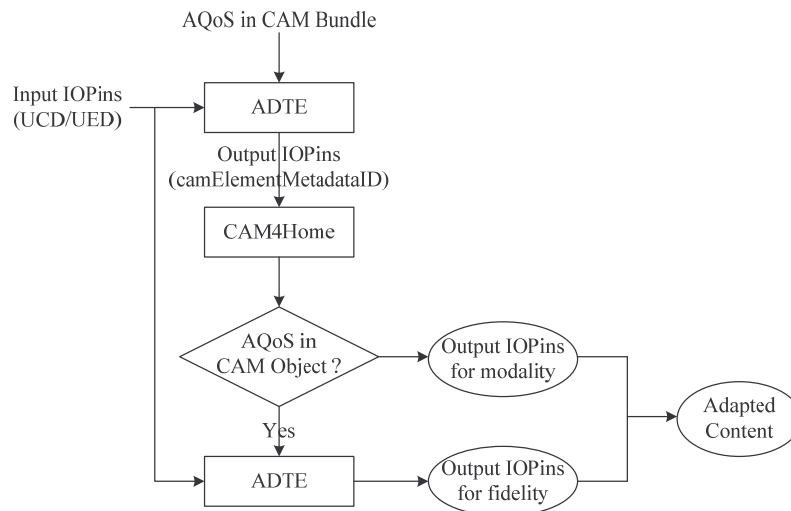 AQoS in CAM Bundle
Input IOPins
(UCD/UED)
ADTE
Output IOPins
(camElementMetadataID)
CAM4Home
AQoS in
CAM Object ?
Output IOPins
for modality
Adapted
Content
Yes
ADTE
Output IOPins
for fidelity